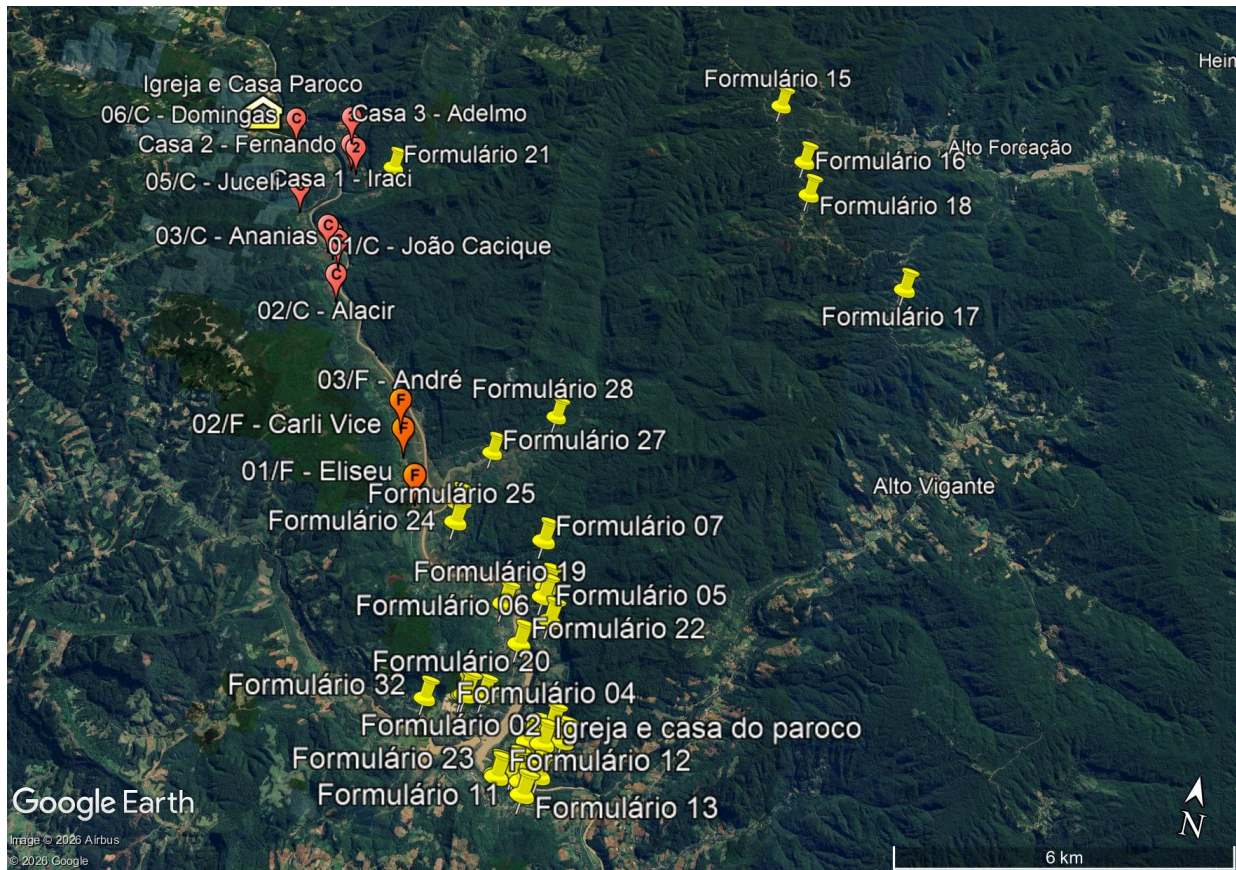 Heim
Formulário 15
Igreja e Casa Paroco
06/C - Domingas
Casa 3 - Adelmo
Casa 2 - Fernando
Formulário 21
Alto Forcação
Formulário 16
05/C - Juceli
Casa 1 - Iraci
Formulário 18
03/C - Ananias
01/C - João Cacique
02/C - Alacir
Formulário 17
03/F - André
Formulário 28
02/F - Carli Vice
Formulário 27
01/F - Eliseu
Formulário 25
Alto Vigante
Formulário 24
Formulário 07
Formulário 19
Formulário 05
Formulário 06
Formulário 22
Formulário 20
Formulário 32
Formulário 04
Formulário 02
Igreja e casa do paroco
Formulário 23
Formulário 12
Formulário 11
Formulário 13
Google Earth
N
Image © 2026 Airbus
© 2026 Google
6 km